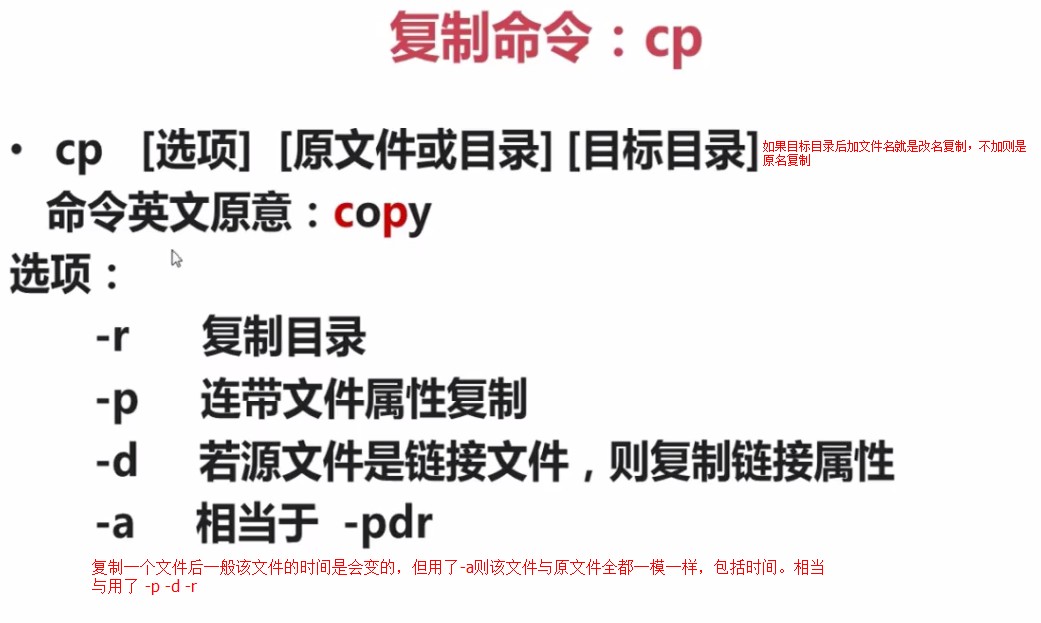 复制命令：cp
• cp [选项] [原文件或目录] [目标目录]
如果目标目录后加文件名就是改名复制，不加则是
原名复制
命令英文原意：copy
选项：
-r 复制目录
-p 连带文件属性复制
-d 若源文件是链接文件，则复制链接属性
-a 相当于 -pdr
复制一个文件后一般该文件的时间是会变的，但用了-a则该文件与原文件全都一模一样，包括时间。相当
与用了 -p -d -r